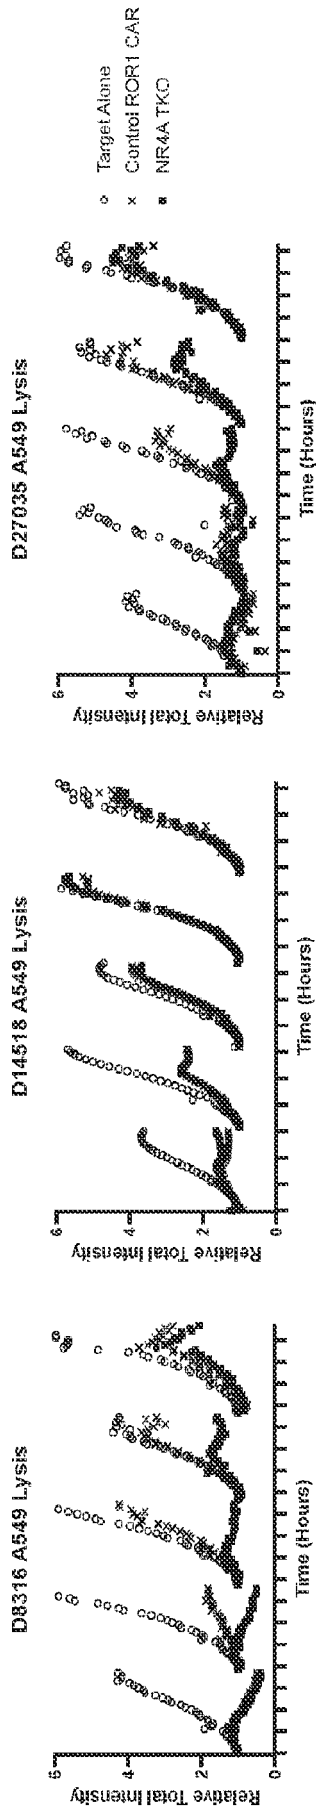 D8316 A549 Lysis
Relative Total Intensity
6
4
2
0
Time (Hours)
D14518 A549 Lysis
Relative Total Intensity
6
4
2
0
Time (Hours)
D27035 A549 Lysis
Relative Total Intensity
6
4
2
0
Time (Hours)
Target Alone
Control ROR1 CAR
NR4A TKO